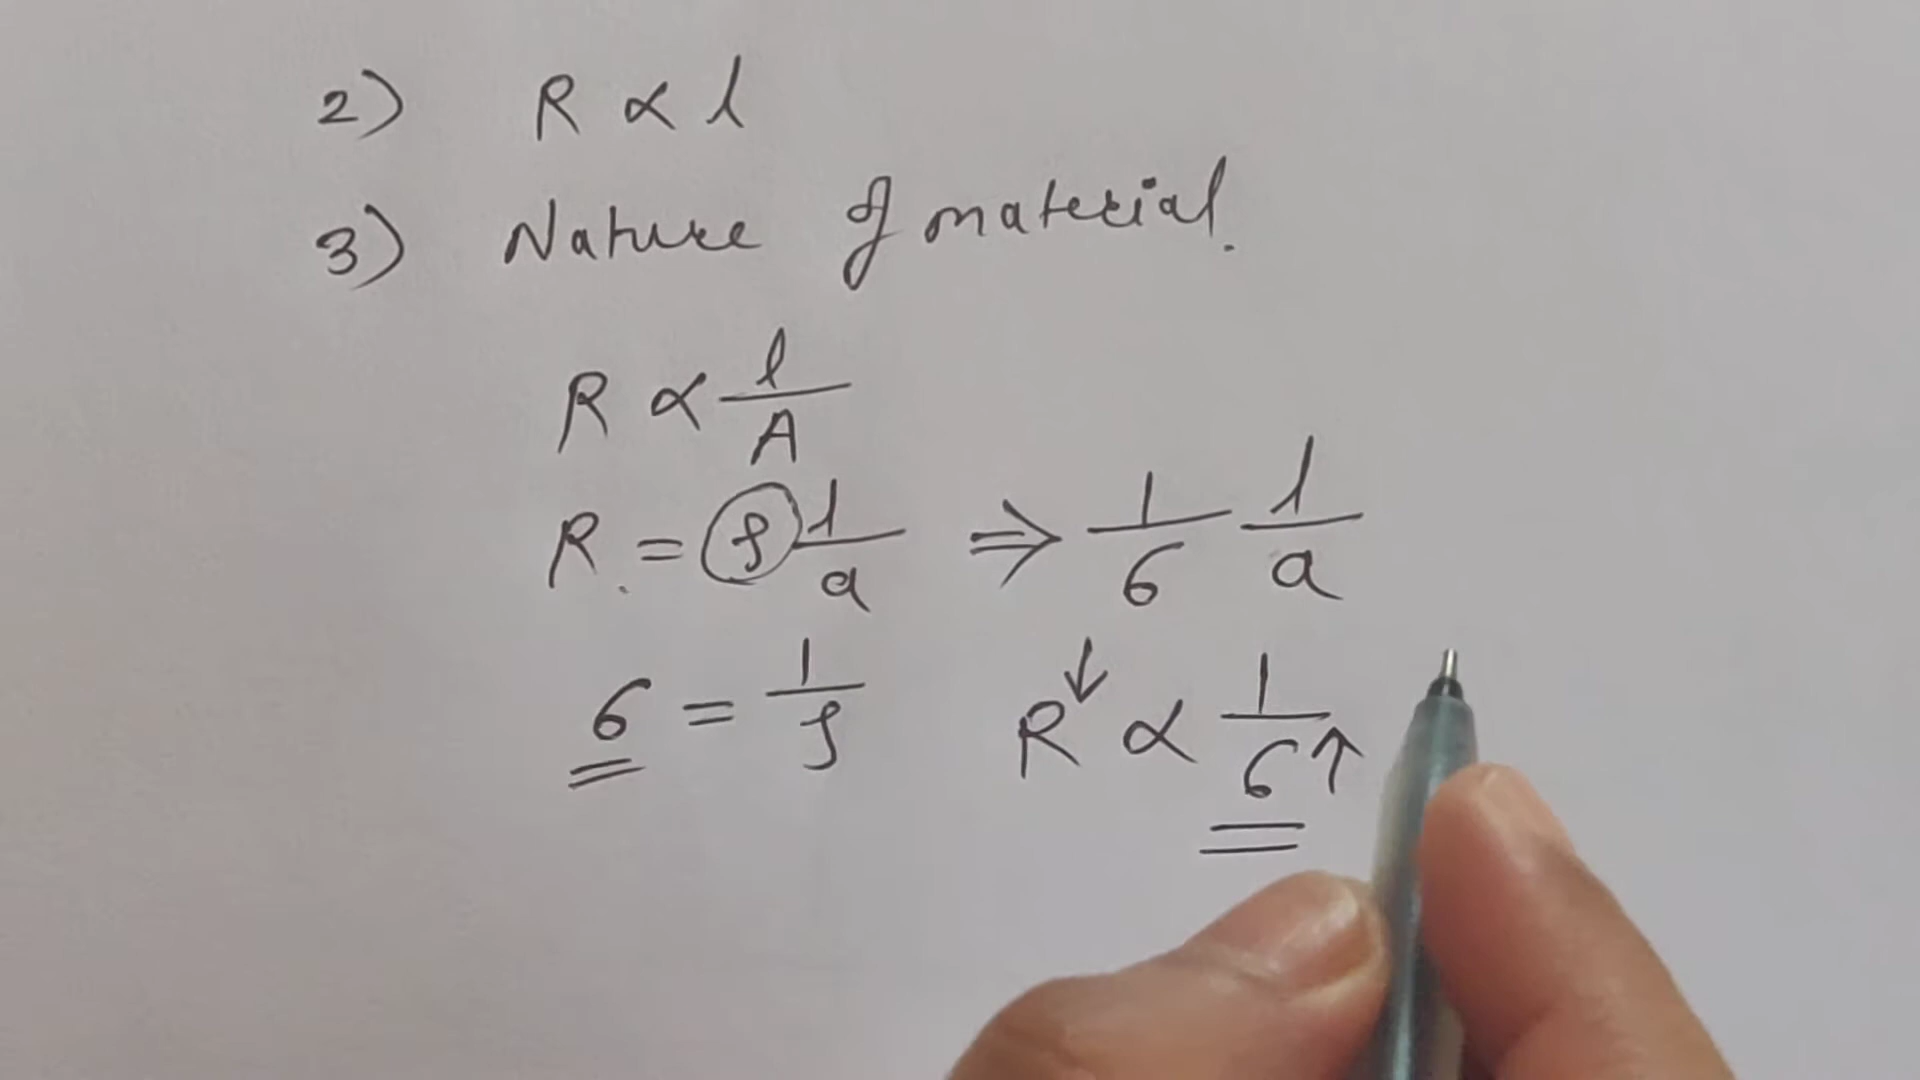 2) R ∝ l
3) Nature of material.
R ∝ l/A
R = ρ l/a ⇒ 1/σ l/a
σ = 1/ρ R↓ ∝ 1/σ↑